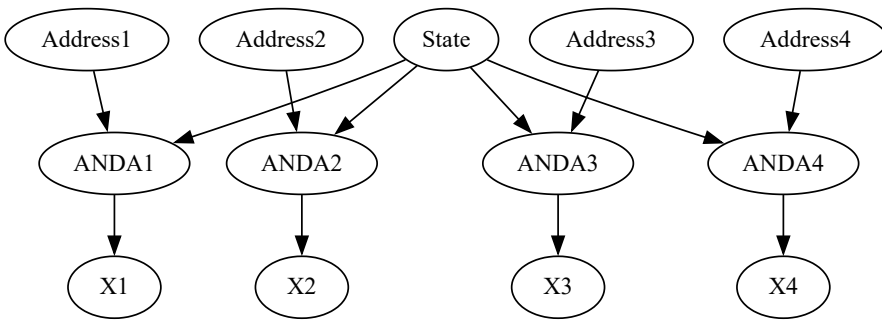 Address1
Address2
State
Address3
Address4
ANDA1
ANDA2
ANDA3
ANDA4
X1
X2
X3
X4